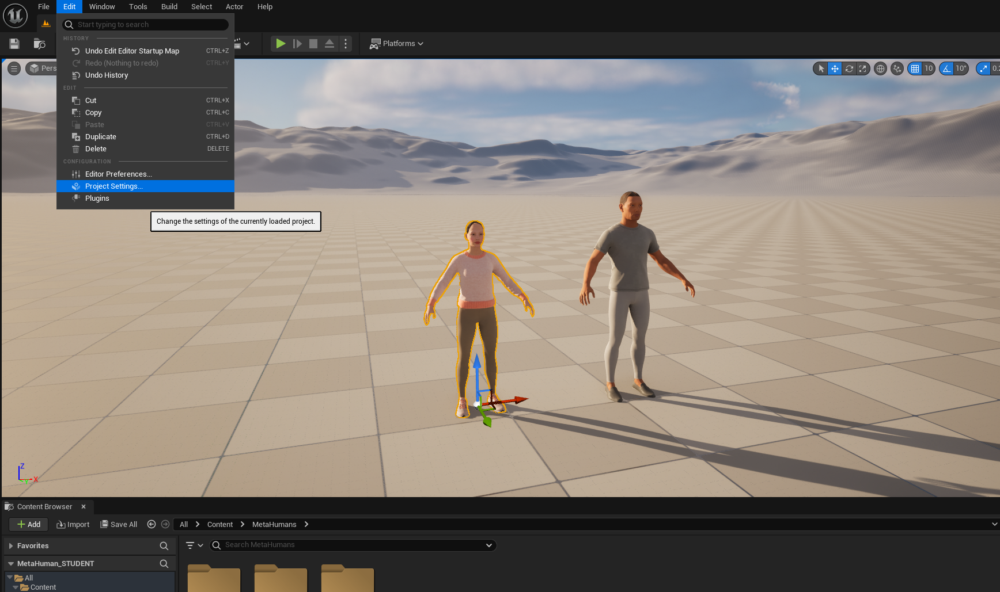 File Edit Window Tools Build Select Actor Help
Start typing to search
HISTORY
Undo Edit Editor Startup Map CTRL+Z
Redo (Nothing to redo) CTRL+Y
Undo History
EDIT
Cut CTRL+X
Copy CTRL+C
Paste CTRL+V
Duplicate CTRL+D
Delete DELETE
CONFIGURATION
Editor Preferences...
Project Settings...
Plugins
Change the settings of the currently loaded project.
Platforms
Pers
10 10° 0.2
Z
X
Y
Content Browser
Add Import Save All All Content MetaHumans
Favorites
Search MetaHumans
MetaHuman_STUDENT
All
Content